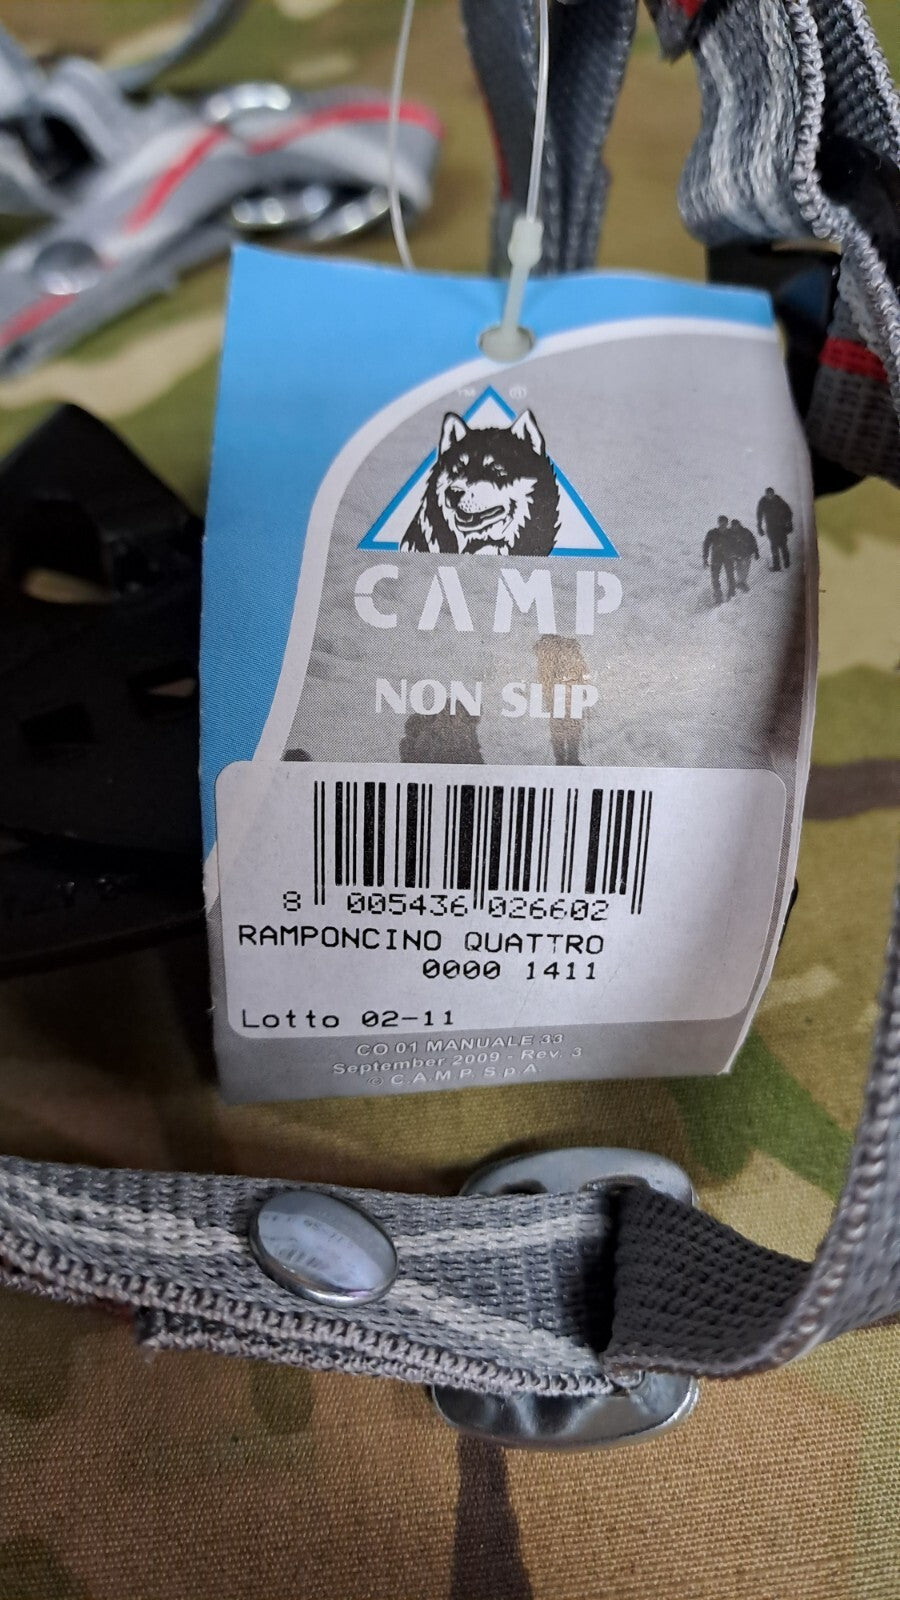 ™ ®
CAMP
NON SLIP
8 005436 026602
RAMPONCINO QUATTRO
0000 1411
Lotto 02-11
CO 01 MANUALE 33
September 2009 - Rev. 3
© C.A.M.P. S.p.A.